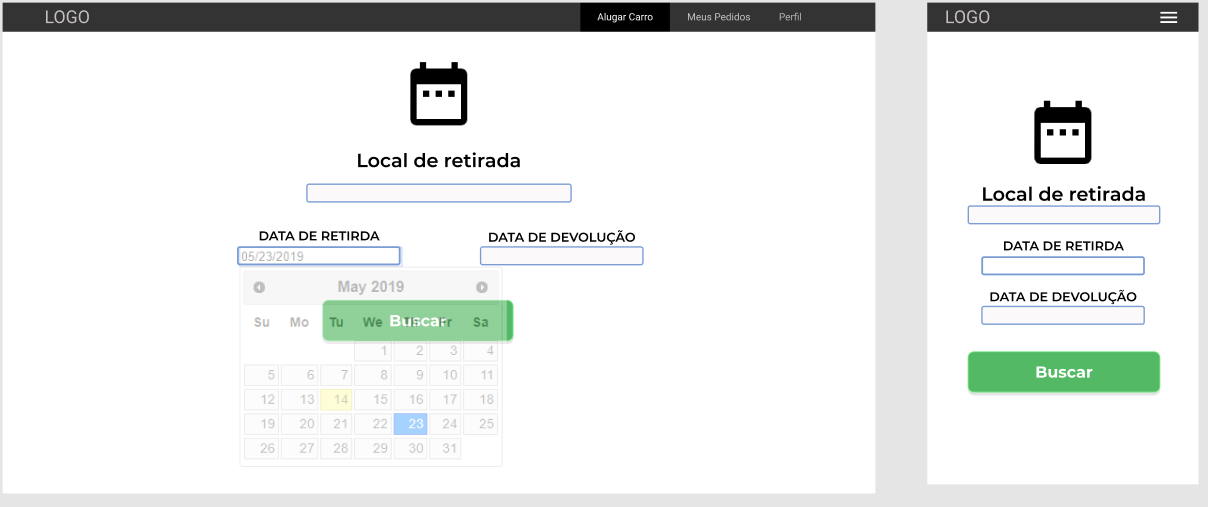 LOGO
Alugar Carro
Meus Pedidos
Perfil
Local de retirada
DATA DE RETIRDA
DATA DE DEVOLUÇÃO
05/23/2019
May 2019
Su Mo Tu We Th Fr Sa
Buscar
1 2 3 4
5 6 7 8 9 10 11
12 13 14 15 16 17 18
19 20 21 22 23 24 25
26 27 28 29 30 31
LOGO
Local de retirada
DATA DE RETIRDA
DATA DE DEVOLUÇÃO
Buscar